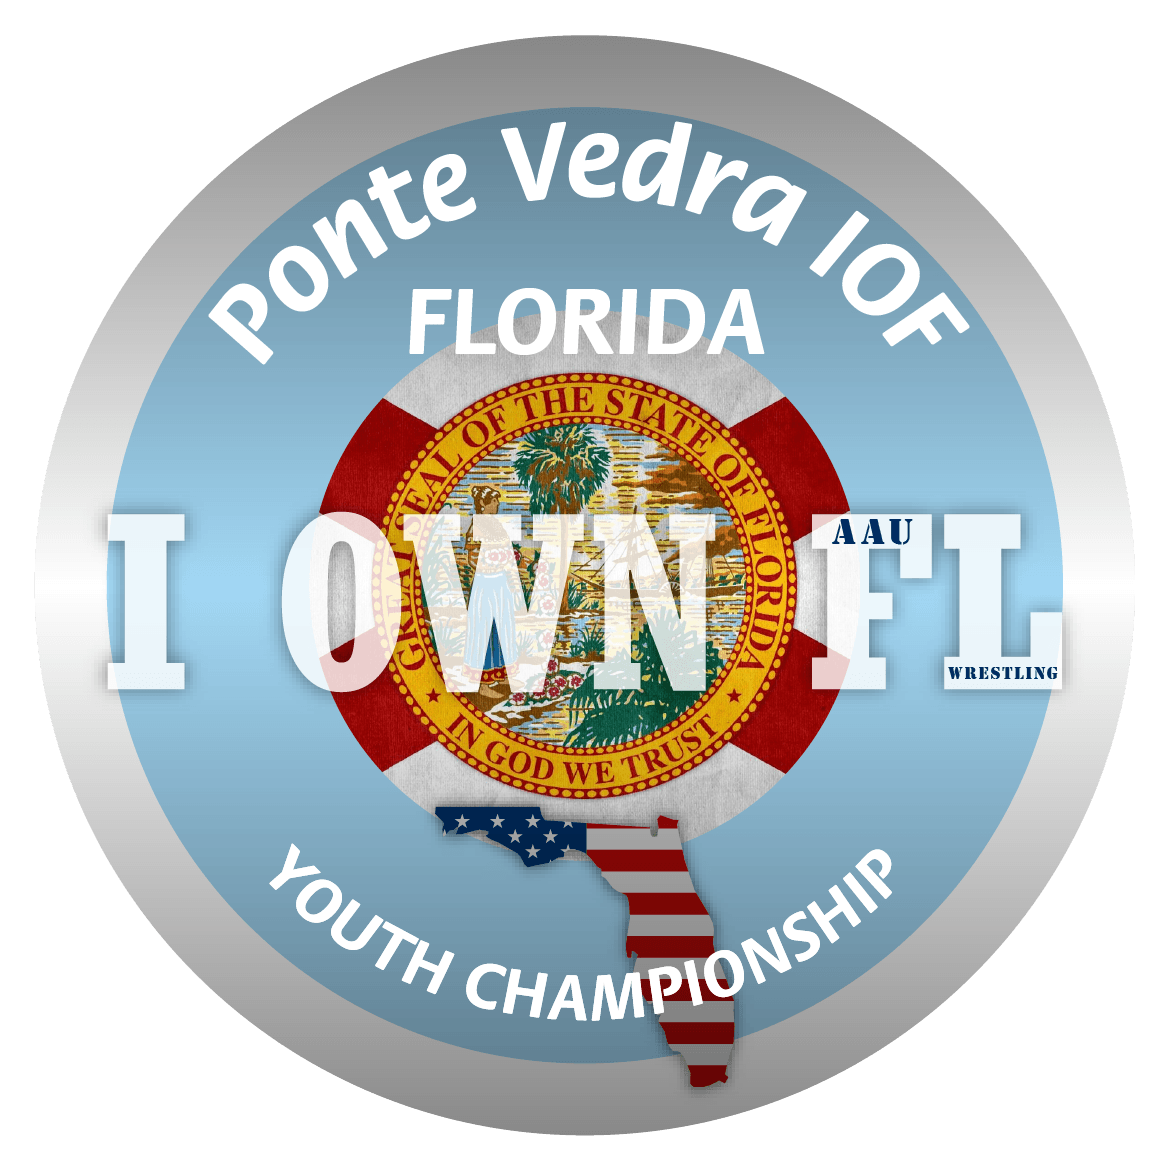 Ponte Vedra IOF
FLORIDA
GREAT SEAL OF THE STATE OF FLORIDA
I OWN FL
AAU
WRESTLING
IN GOD WE TRUST
YOUTH CHAMPIONSHIP